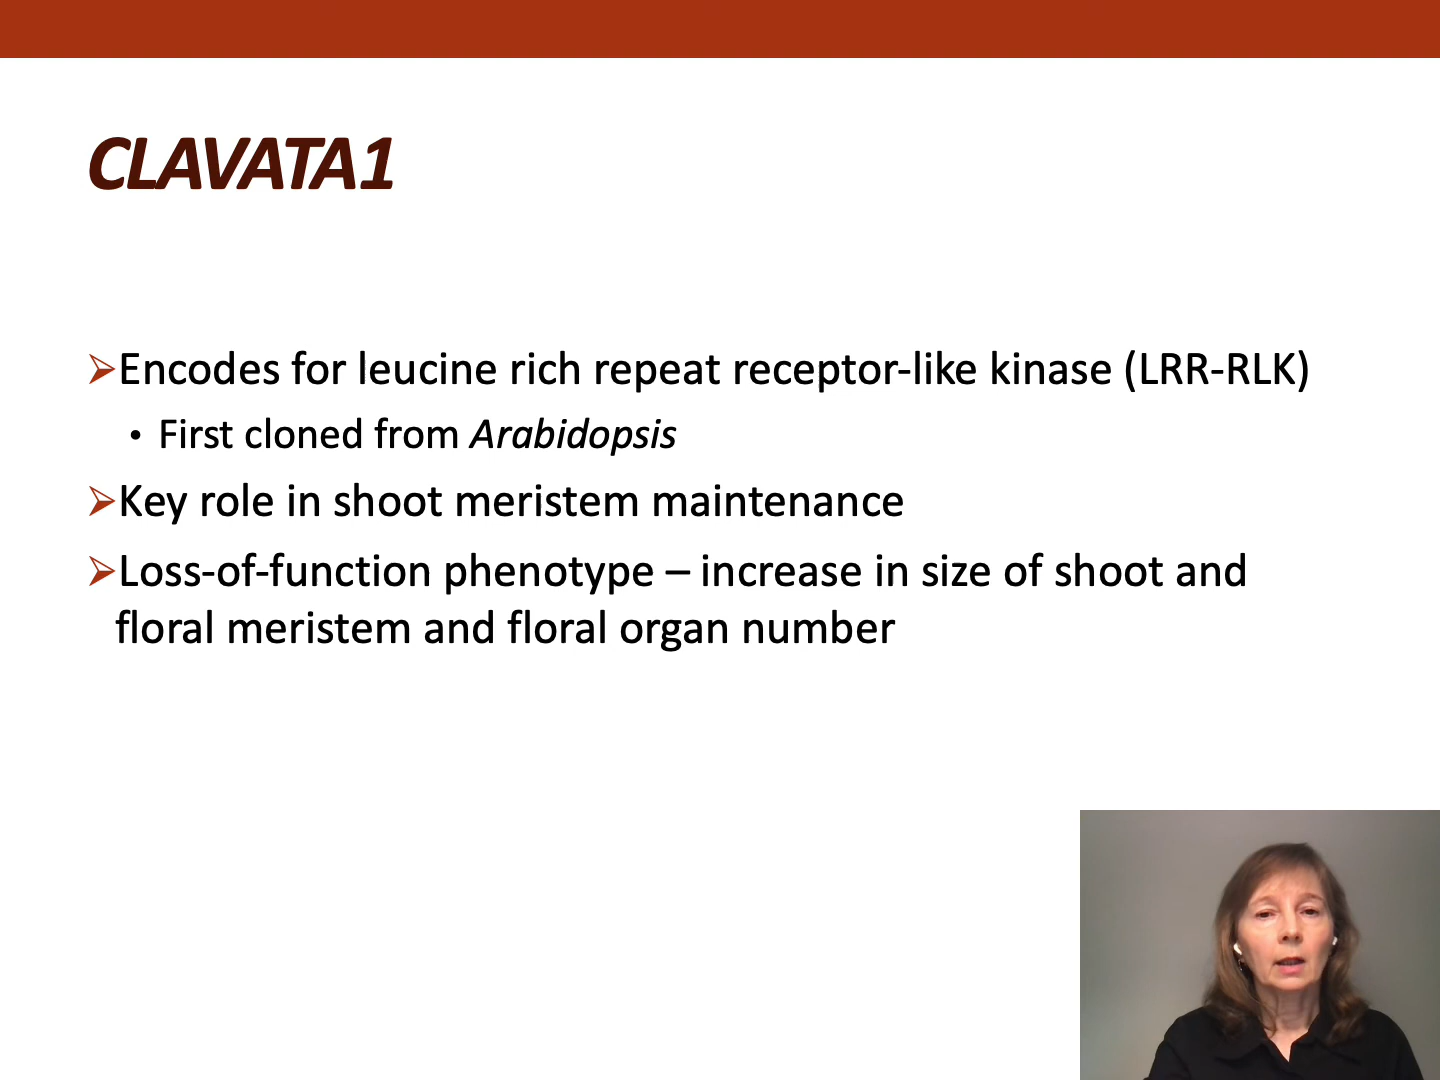 CLAVATA1
➢Encodes for leucine rich repeat receptor-like kinase (LRR-RLK)
• First cloned from Arabidopsis
➢Key role in shoot meristem maintenance
➢Loss-of-function phenotype – increase in size of shoot and
floral meristem and floral organ number